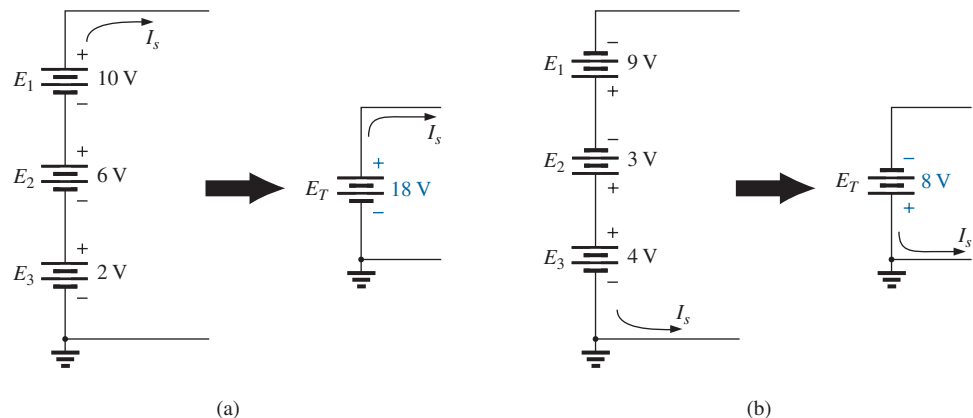 +
I_s
E_1
10 V
–
+
E_2
6 V
–
+
E_3
2 V
–
I_s
+
E_T
18 V
–
(a)
–
E_1
9 V
+
–
E_2
3 V
+
+
E_3
4 V
–
I_s
–
E_T
8 V
+
I_s
(b)